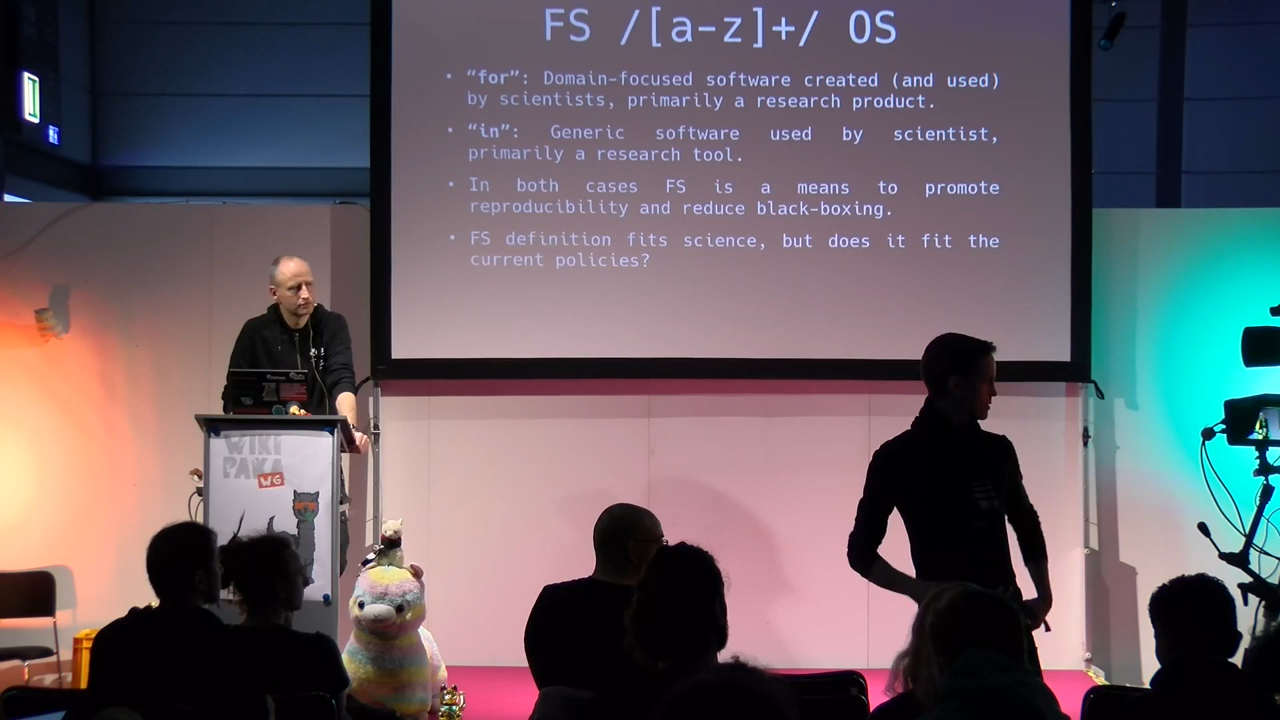 FS /[a-z]+/ OS
• “for”: Domain-focused software created (and used)
by scientists, primarily a research product.
• “in”: Generic software used by scientist,
primarily a research tool.
• In both cases FS is a means to promote
reproducibility and reduce black-boxing.
• FS definition fits science, but does it fit the
current policies?
WIKI
PAKA
WG